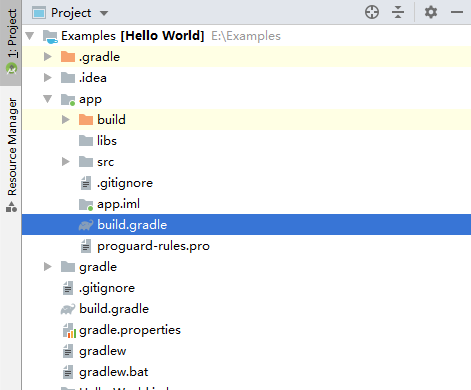 1: Project
Resource Manager
Project
Examples [Hello World] E:\Examples
.gradle
.idea
app
build
libs
src
.gitignore
app.iml
build.gradle
proguard-rules.pro
gradle
.gitignore
build.gradle
gradle.properties
gradlew
gradlew.bat